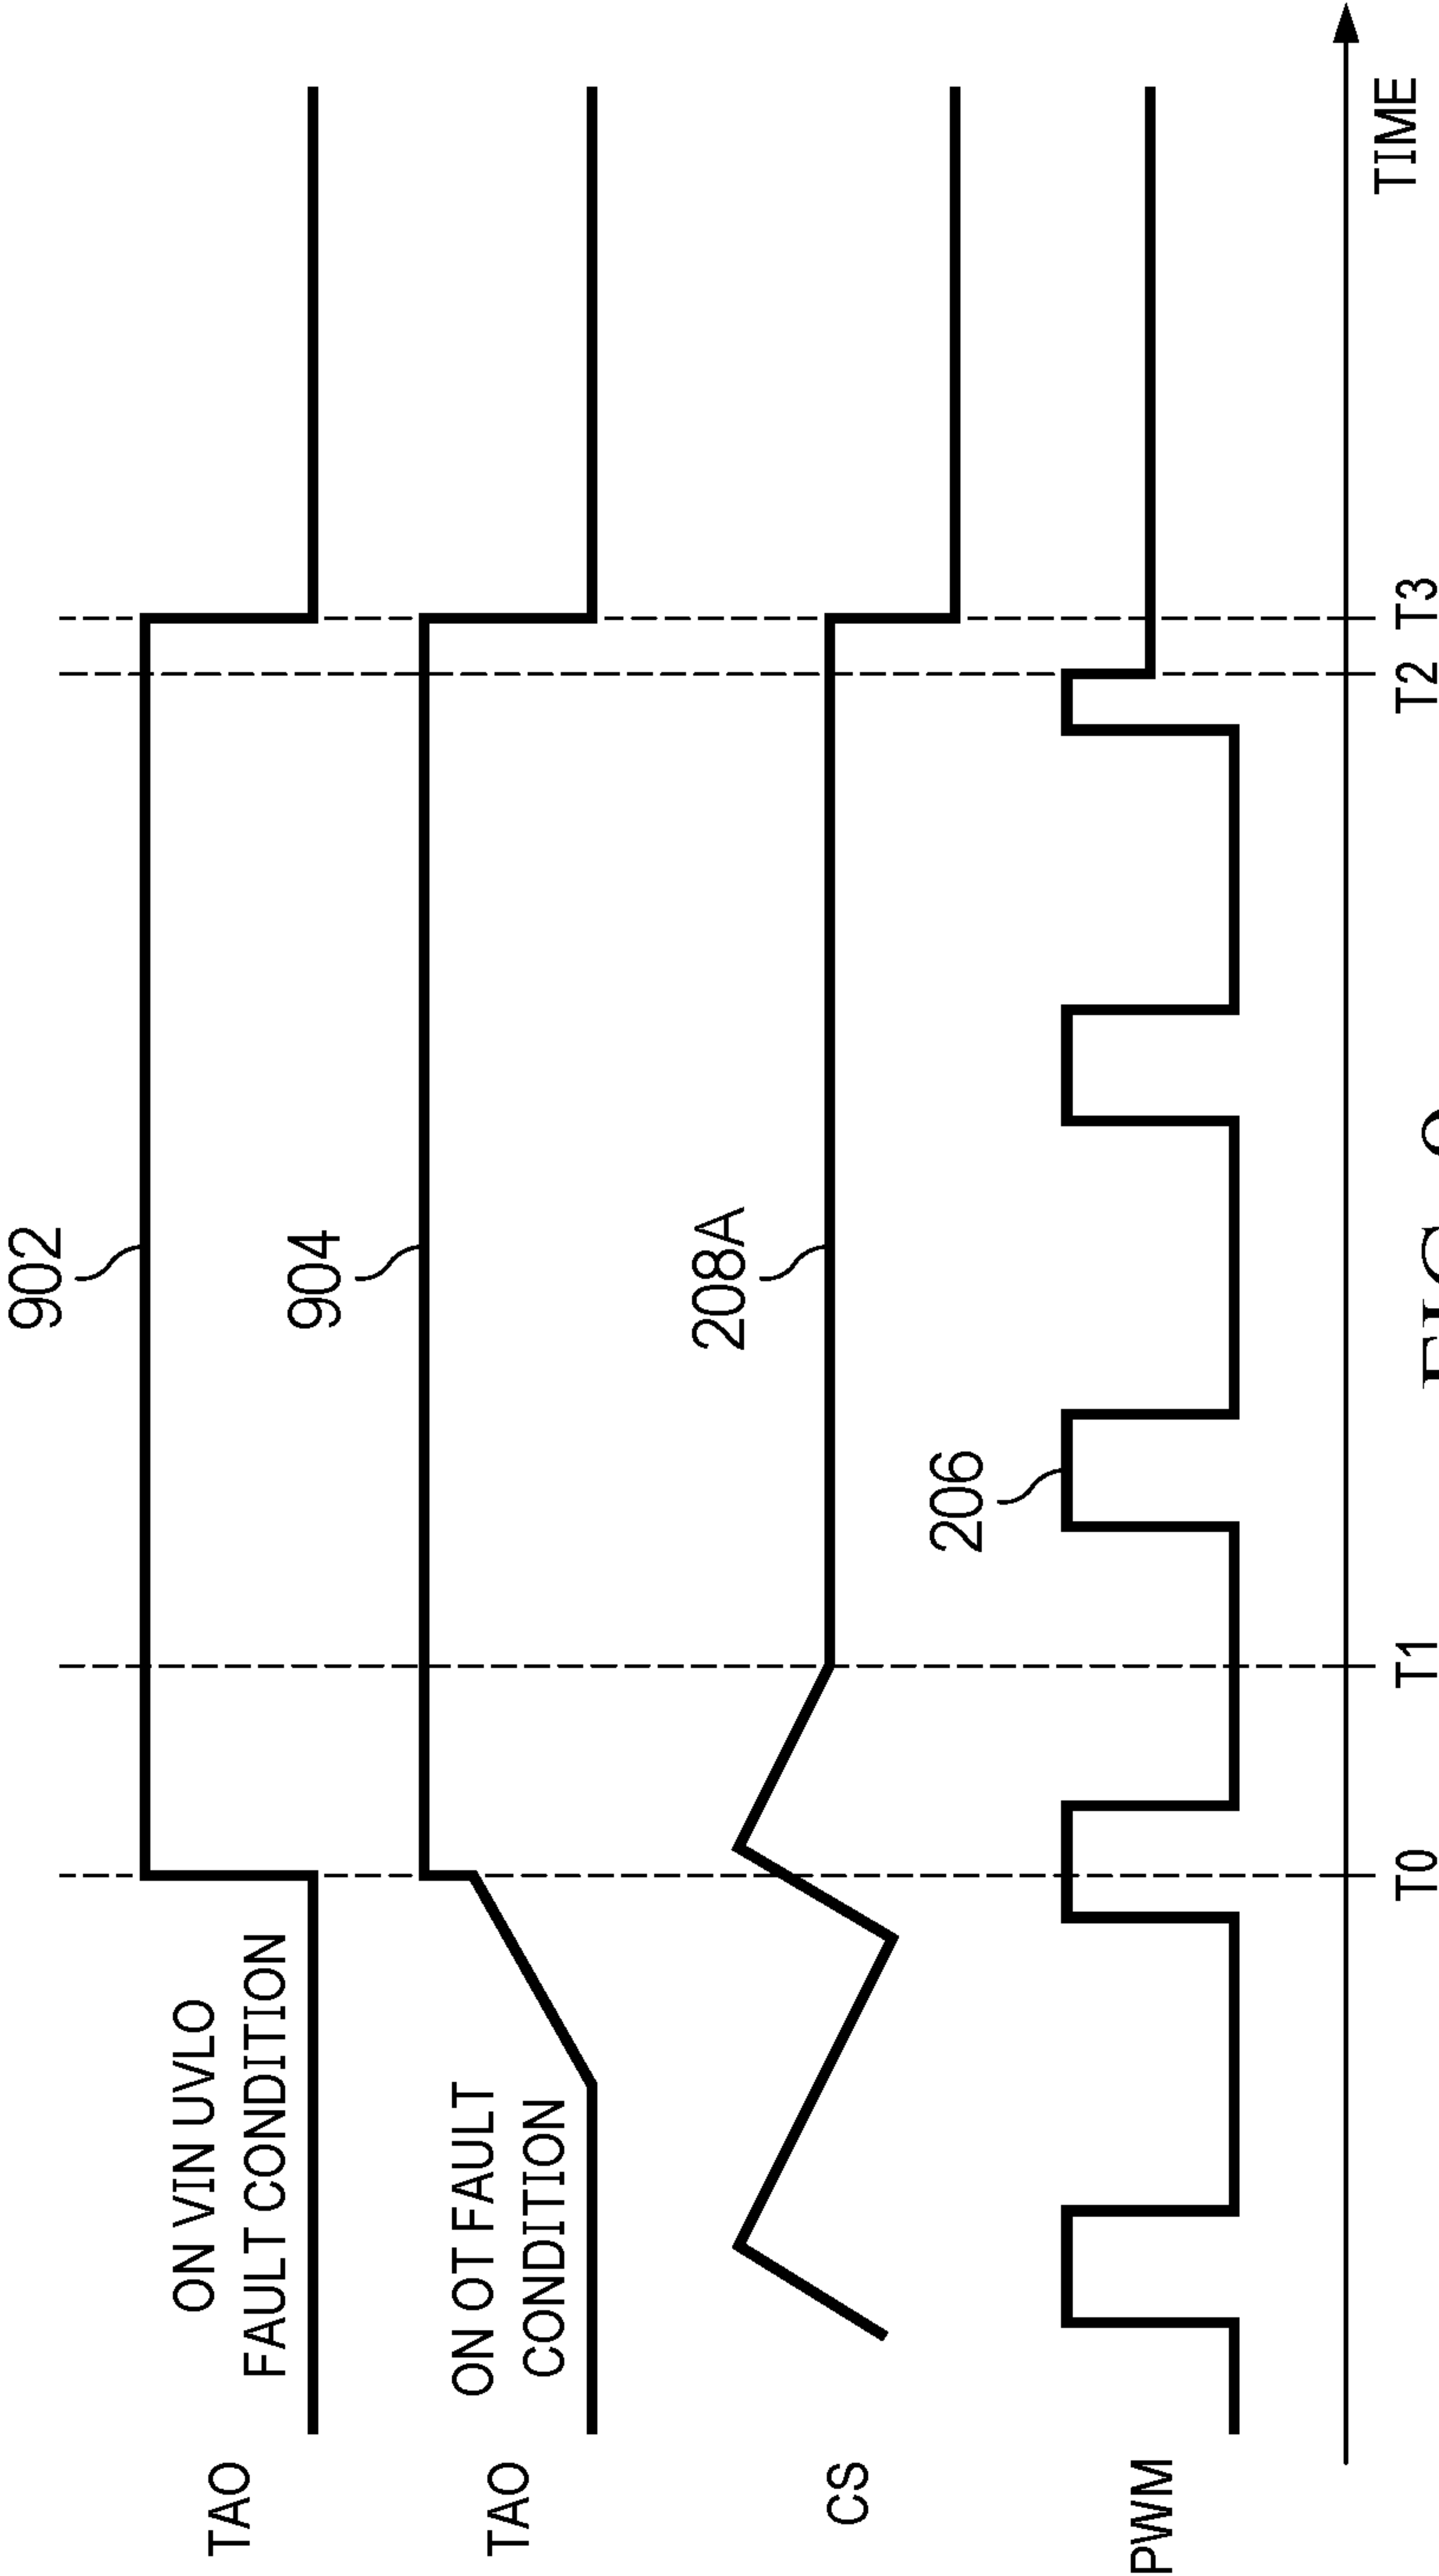 902
TAO
ON VIN UVLO
FAULT CONDITION
904
TAO
ON OT FAULT
CONDITION
208A
CS
206
PWM
T0
T1
T2
T3
TIME